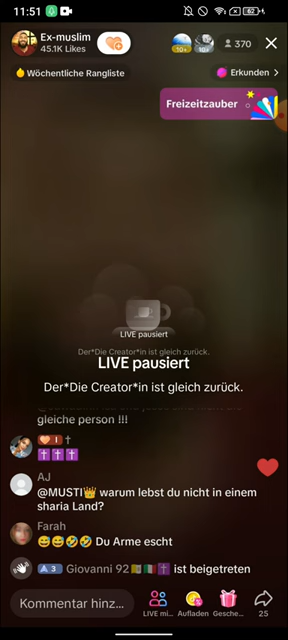 11:51
Ex-muslim
45.1K Likes
10+
10+
370
Wöchentliche Rangliste
Erkunden >
Freizeitzauber
LIVE pausiert
Der*Die Creator*in ist gleich zurück.
LIVE pausiert
Der*Die Creator*in ist gleich zurück.
gleiche person !!!
I ✝
✝️✝️✝️
AJ
@MUSTI👑 warum lebst du nicht in einem
sharia Land?
Farah
😅😅🤣🤣 Du Arme escht
3 Giovanni 92 🇮🇹✝️ ist beigetreten
Kommentar hinz...
LIVE mi...
Aufladen
Gesche...
25